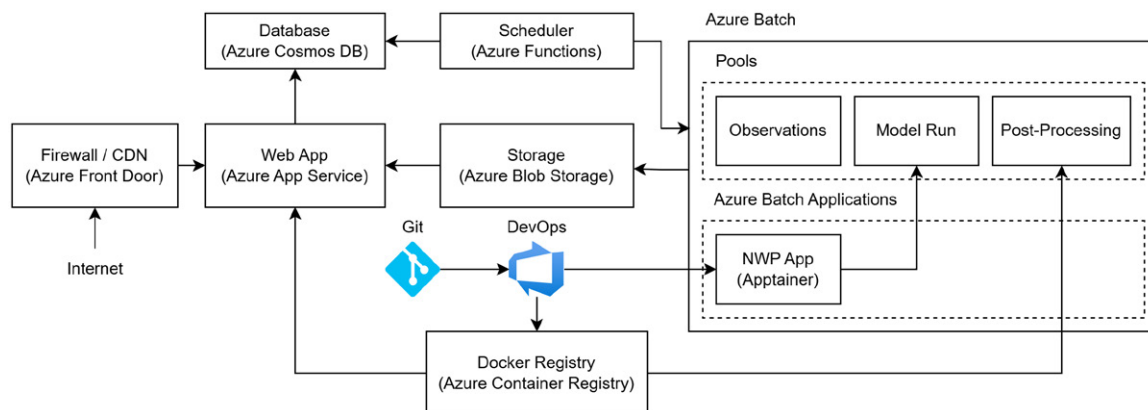 Azure Batch
Database
(Azure Cosmos DB)
Scheduler
(Azure Functions)
Pools
Observations
Model Run
Post-Processing
Firewall / CDN
(Azure Front Door)
Web App
(Azure App Service)
Storage
(Azure Blob Storage)
Azure Batch Applications
Git
DevOps
NWP App
(Apptainer)
Internet
Docker Registry
(Azure Container Registry)